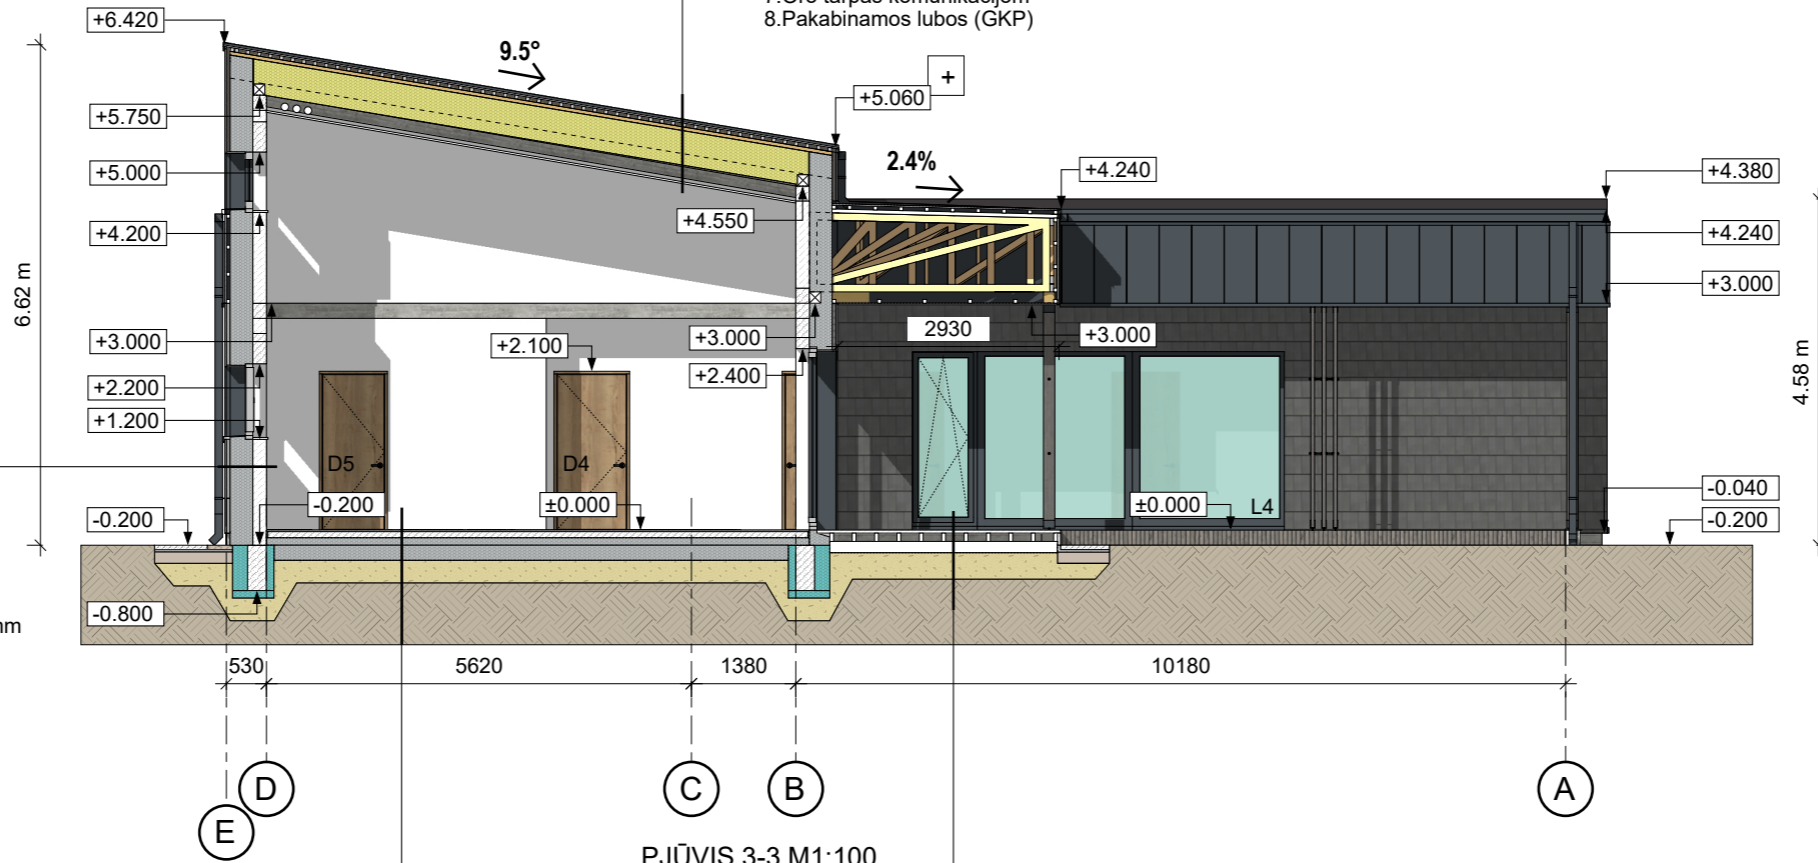 8.Pakabinamos lubos (GKP)
+6.420
9.5°
+
+5.060
+5.750
2.4%
+5.000
+4.240
+4.380
+4.200
+4.550
+4.240
6.62 m
+3.000
+3.000
+2.100
+3.000
2930
+3.000
4.58 m
+2.200
+2.400
+1.200
D5
D4
-0.200
-0.200
±0.000
±0.000
L4
-0.040
-0.200
-0.800
530
5620
1380
10180
D
C
B
A
E
PJŪVIS 3-3 M1:100